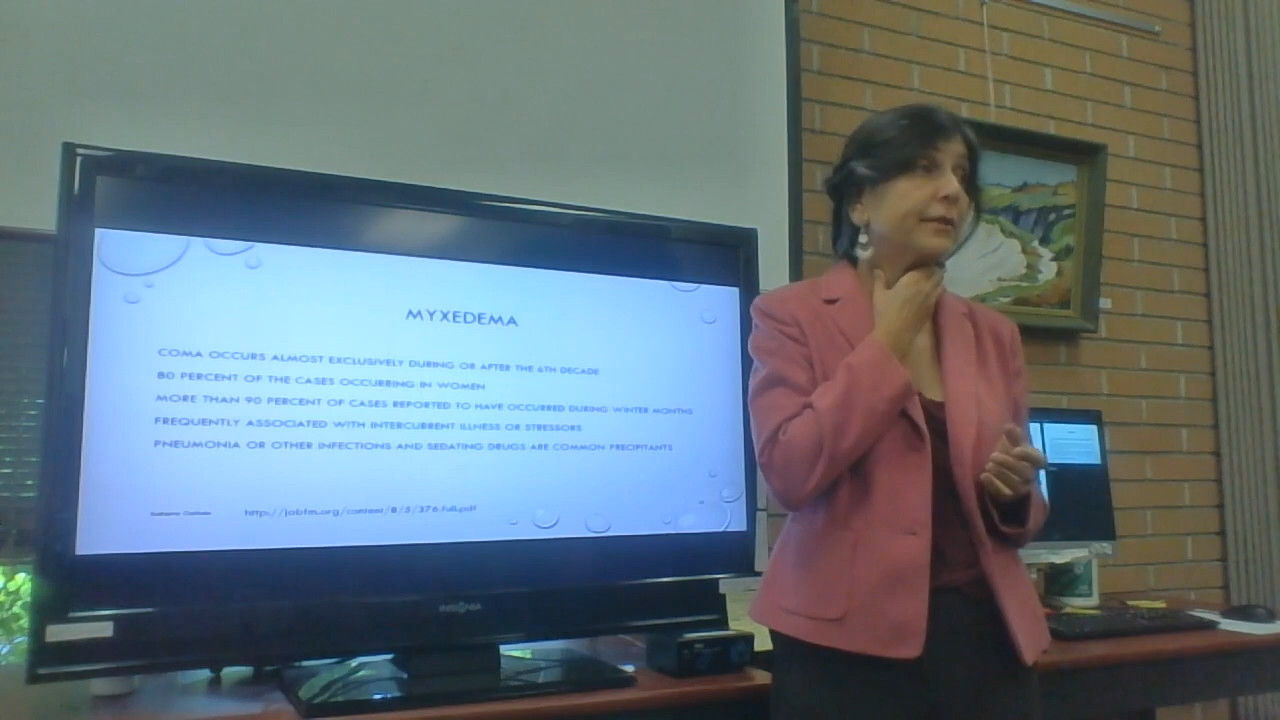 MYXEDEMA
COMA OCCURS ALMOST EXCLUSIVELY DURING OR AFTER THE 6TH DECADE
80 PERCENT OF THE CASES OCCURRING IN WOMEN
MORE THAN 90 PERCENT OF CASES REPORTED TO HAVE OCCURRED DURING WINTER MONTHS
FREQUENTLY ASSOCIATED WITH INTERCURRENT ILLNESS OR STRESSORS
PNEUMONIA OR OTHER INFECTIONS AND SEDATING DRUGS ARE COMMON PRECIPITANTS
http://jabfm.org/content/8/5/376.full.pdf
INSIGNIA